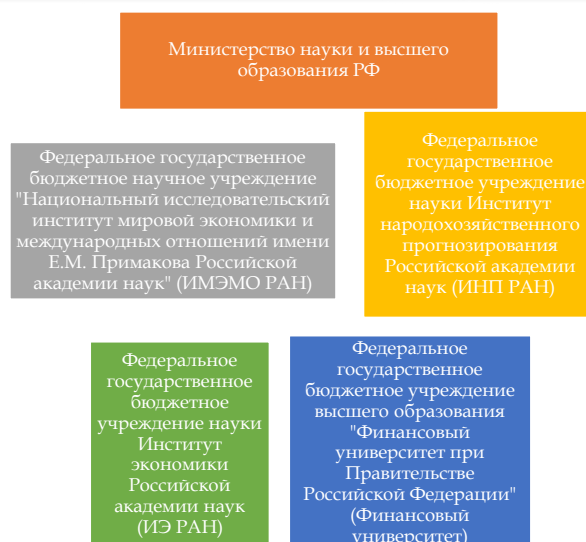 Министерство науки и высшего
образования РФ
Федеральное государственное
бюджетное научное учреждение
"Национальный исследовательский
институт мировой экономики и
международных отношений имени
Е.М. Примакова Российской
академии наук" (ИМЭМО РАН)
Федеральное
государственное
бюджетное учреждение
науки Институт
народохозяйственного
прогнозирования
Российской академии
наук (ИНП РАН)
Федеральное
государственное
бюджетное
учреждение науки
Институт
экономики
Российской
академии наук
(ИЭ РАН)
Федеральное
государственное
бюджетное учреждение
высшего образования
"Финансовый
университет при
Правительстве
Российской Федерации"
(Финансовый
университет)